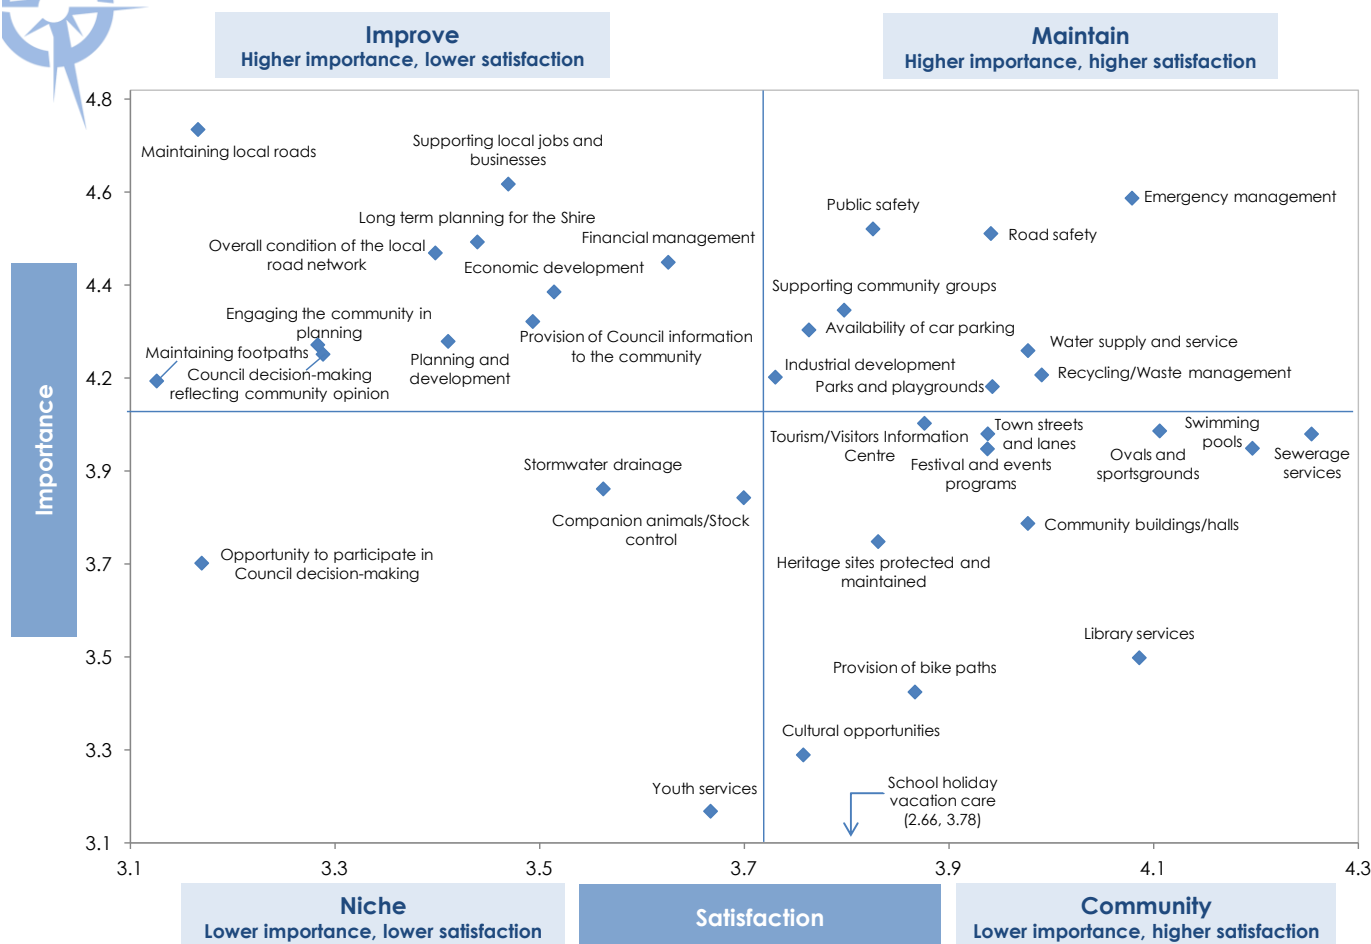 Improve
Higher importance, lower satisfaction
Maintain
Higher importance, higher satisfaction
4.8
4.6
4.4
4.2
3.9
3.7
3.5
3.3
3.1
Importance
Maintaining local roads
Supporting local jobs and
businesses
Long term planning for the Shire
Overall condition of the local
road network
Financial management
Economic development
Engaging the community in
planning
Maintaining footpaths
Council decision-making
reflecting community opinion
Planning and
development
Provision of Council information
to the community
Public safety
Emergency management
Road safety
Supporting community groups
Availability of car parking
Water supply and service
Industrial development
Recycling/Waste management
Parks and playgrounds
Tourism/Visitors Information
Centre
Town streets
and lanes
Festival and events
programs
Ovals and
sportsgrounds
Swimming
pools
Sewerage
services
Stormwater drainage
Companion animals/Stock
control
Opportunity to participate in
Council decision-making
Community buildings/halls
Heritage sites protected and
maintained
Library services
Provision of bike paths
Cultural opportunities
Youth services
School holiday
vacation care
(2.66, 3.78)
3.1
3.3
3.5
3.7
3.9
4.1
4.3
Niche
Lower importance, lower satisfaction
Satisfaction
Community
Lower importance, higher satisfaction